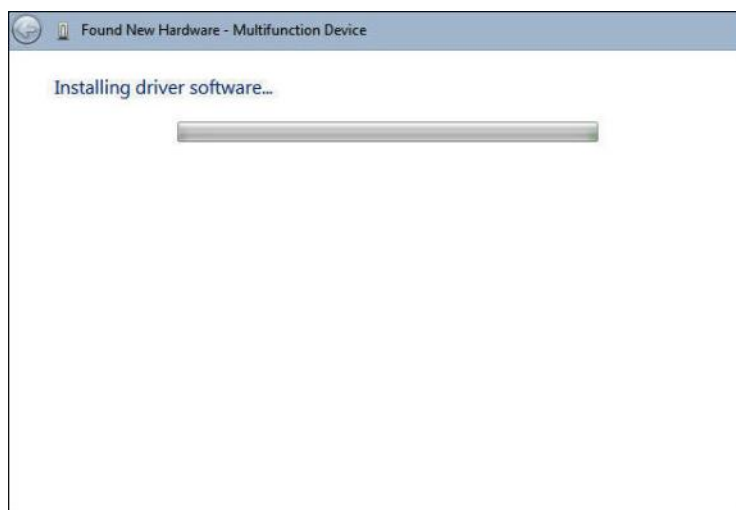 Found New Hardware - Multifunction Device
Installing driver software...